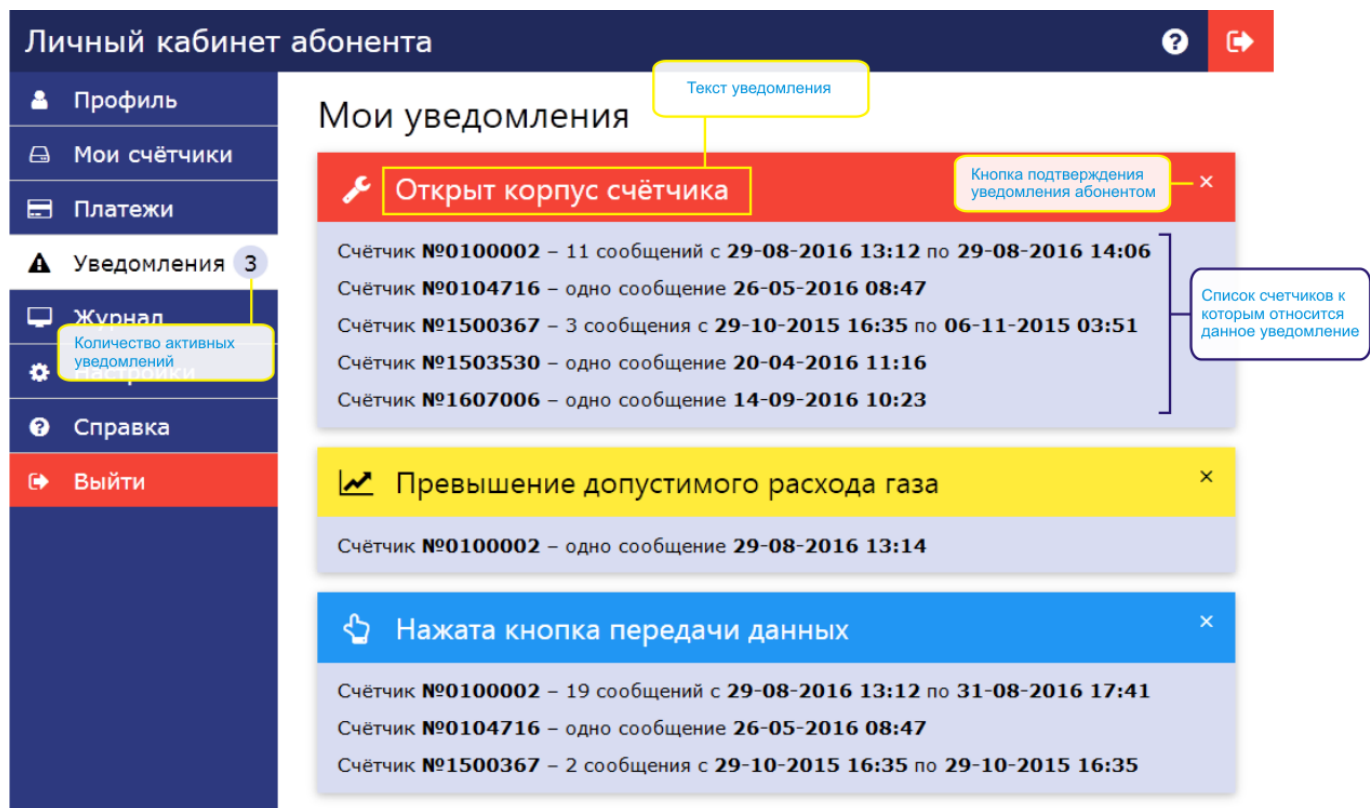 Личный кабинет абонента
Профиль
Мои счётчики
Платежи
Уведомления 3
Журнал
Количество активных
уведомлений
Настройки
Справка
Выйти
Мои уведомления
Текст уведомления
Открыт корпус счётчика
Кнопка подтверждения
уведомления абонентом
Счётчик №0100002 – 11 сообщений с 29-08-2016 13:12 по 29-08-2016 14:06
Счётчик №0104716 – одно сообщение 26-05-2016 08:47
Счётчик №1500367 – 3 сообщения с 29-10-2015 16:35 по 06-11-2015 03:51
Счётчик №1503530 – одно сообщение 20-04-2016 11:16
Счётчик №1607006 – одно сообщение 14-09-2016 10:23
Список счетчиков к
которым относится
данное уведомление
Превышение допустимого расхода газа
Счётчик №0100002 – одно сообщение 29-08-2016 13:14
Нажата кнопка передачи данных
Счётчик №0100002 – 19 сообщений с 29-08-2016 13:12 по 31-08-2016 17:41
Счётчик №0104716 – одно сообщение 26-05-2016 08:47
Счётчик №1500367 – 2 сообщения с 29-10-2015 16:35 по 29-10-2015 16:35